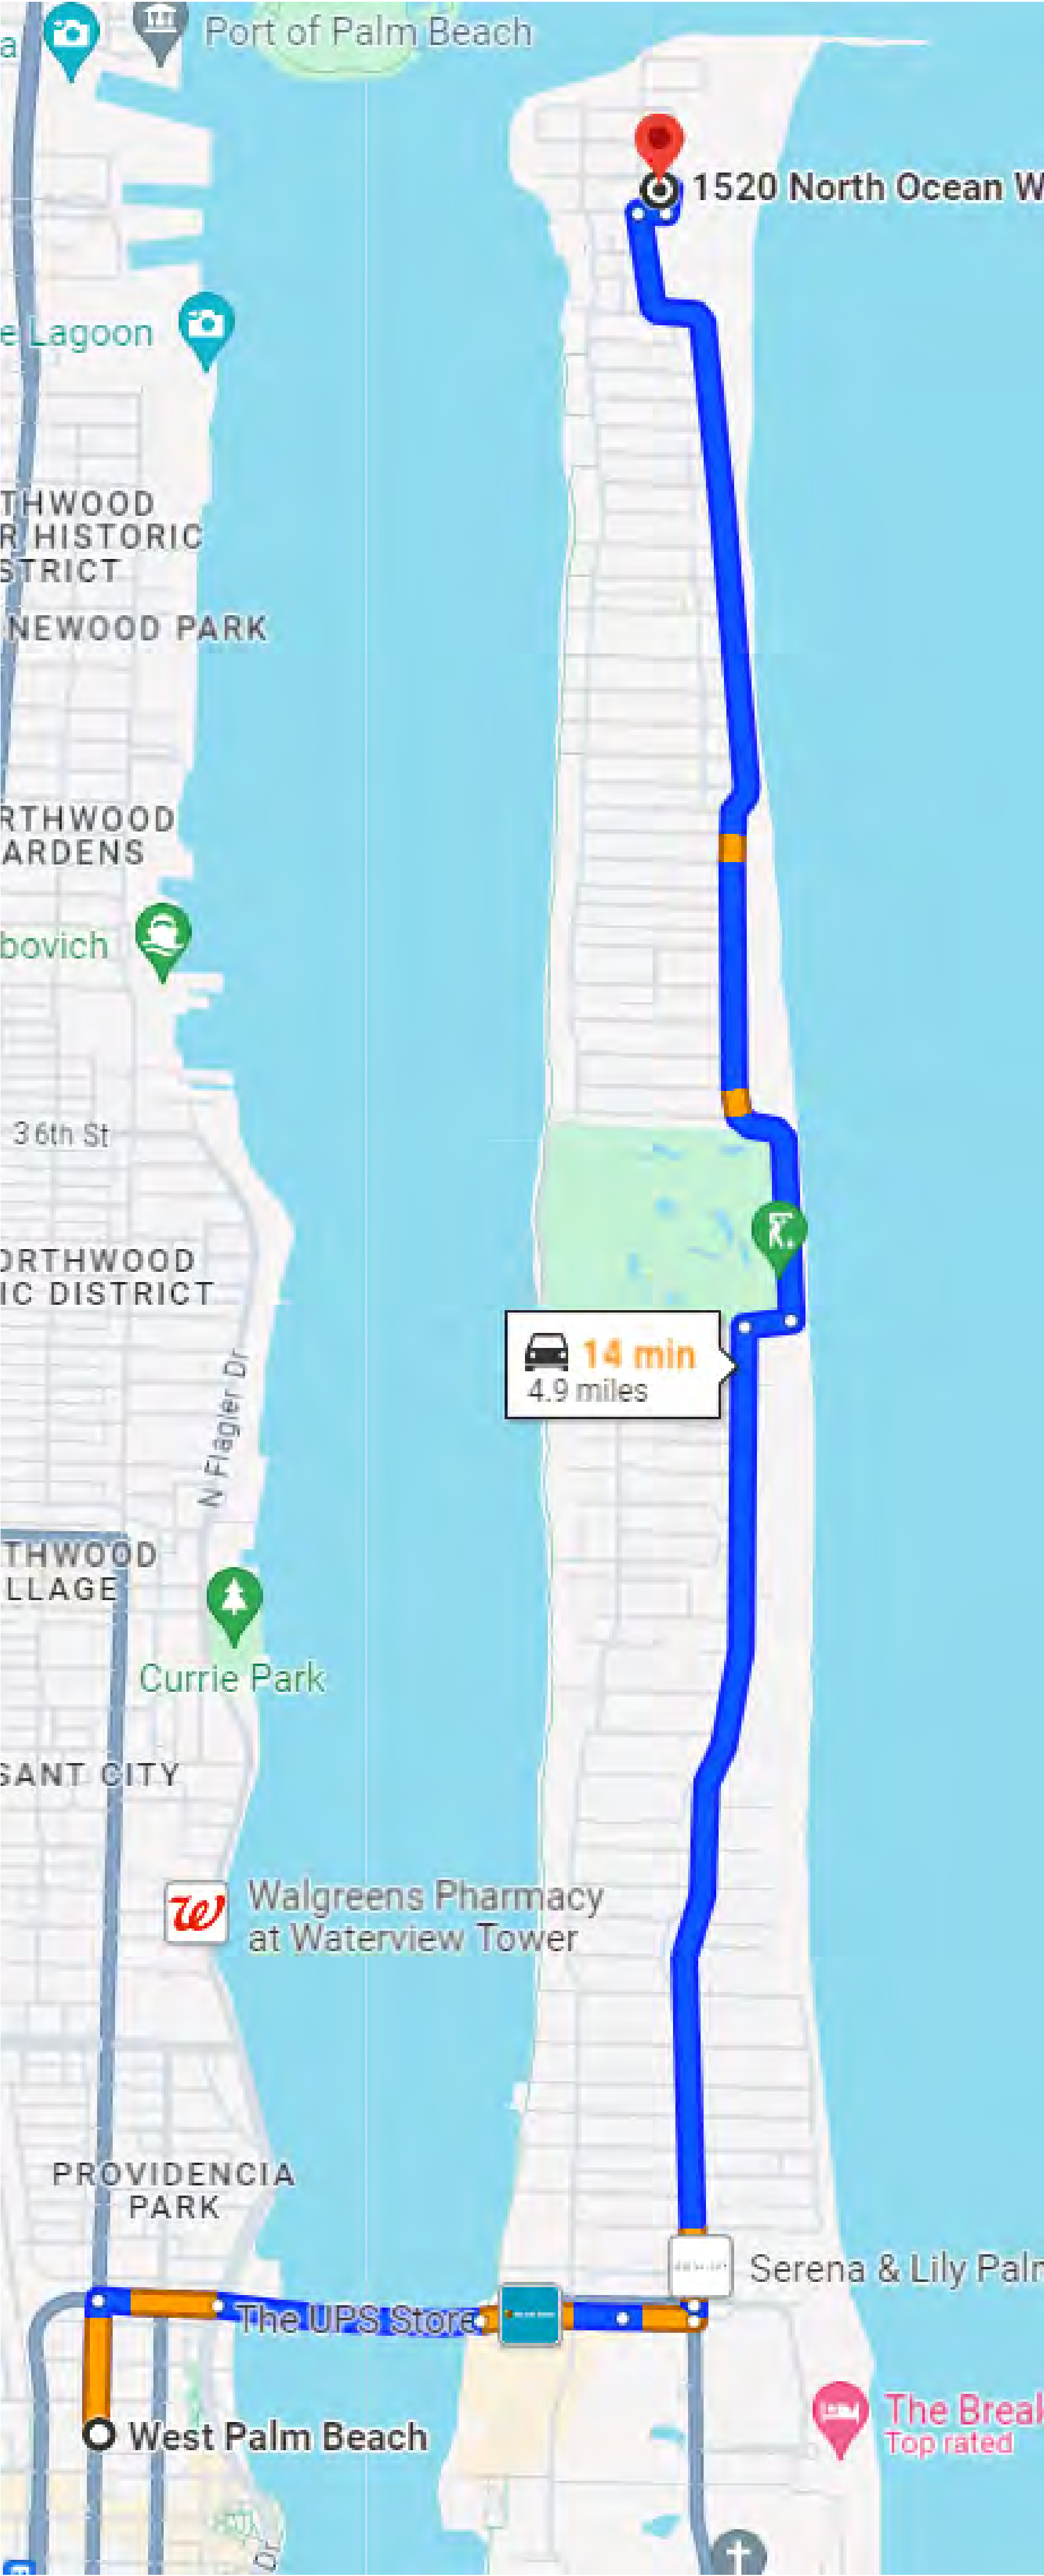 a
Port of Palm Beach
1520 North Ocean W
e Lagoon
THWOOD
R HISTORIC
STRICT
NEWOOD PARK
RTHWOOD
ARDENS
bovich
36th St
ORTHWOOD
IC DISTRICT
14 min
4.9 miles
N Flagler Dr
THWOOD
LLAGE
Currie Park
SANT CITY
Walgreens Pharmacy
at Waterview Tower
PROVIDENCIA
PARK
Serena & Lily Palm
The UPS Store
The Break
Top rated
West Palm Beach
Dr